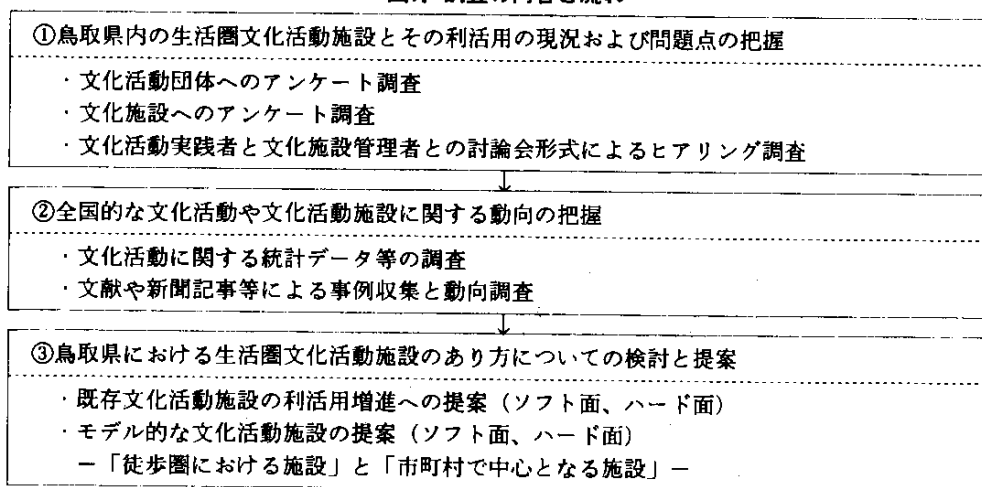 ①鳥取県内の生活圏文化活動施設とその利活用の現況および問題点の把握
・文化活動団体へのアンケート調査
・文化施設へのアンケート調査
・文化活動実践者と文化施設管理者との討論会形式によるヒアリング調査
②全国的な文化活動や文化活動施設に関する動向の把握
・文化活動に関する統計データ等の調査
・文献や新聞記事等による事例収集と動向調査
③鳥取県における生活圏文化活動施設のあり方についての検討と提案
・既存文化活動施設の利活用増進への提案（ソフト面、ハード面）
・モデル的な文化活動施設の提案（ソフト面、ハード面）
－「徒歩圏における施設」と「市町村で中心となる施設」－